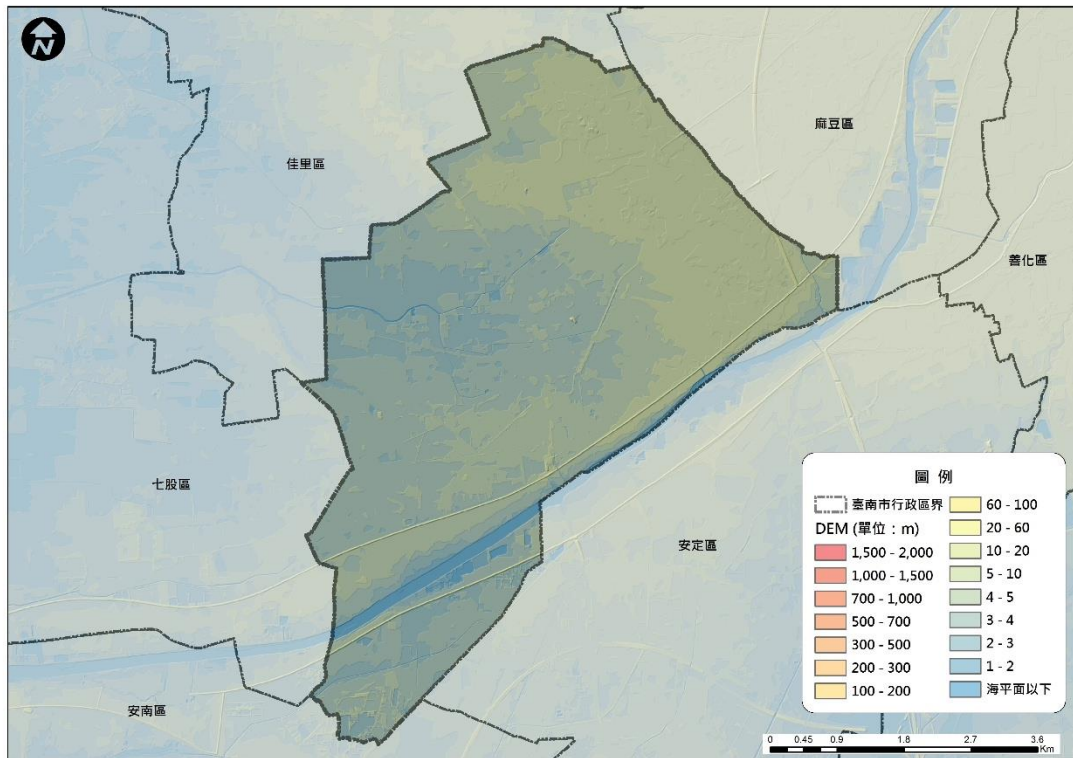 N
佳里區
麻豆區
善化區
七股區
安定區
安南區
圖 例
臺南市行政區界
DEM (單位：m)
1,500 - 2,000
1,000 - 1,500
700 - 1,000
500 - 700
300 - 500
200 - 300
100 - 200
60 - 100
20 - 60
10 - 20
5 - 10
4 - 5
3 - 4
2 - 3
1 - 2
海平面以下
0 0.45 0.9 1.8 2.7 3.6
Km